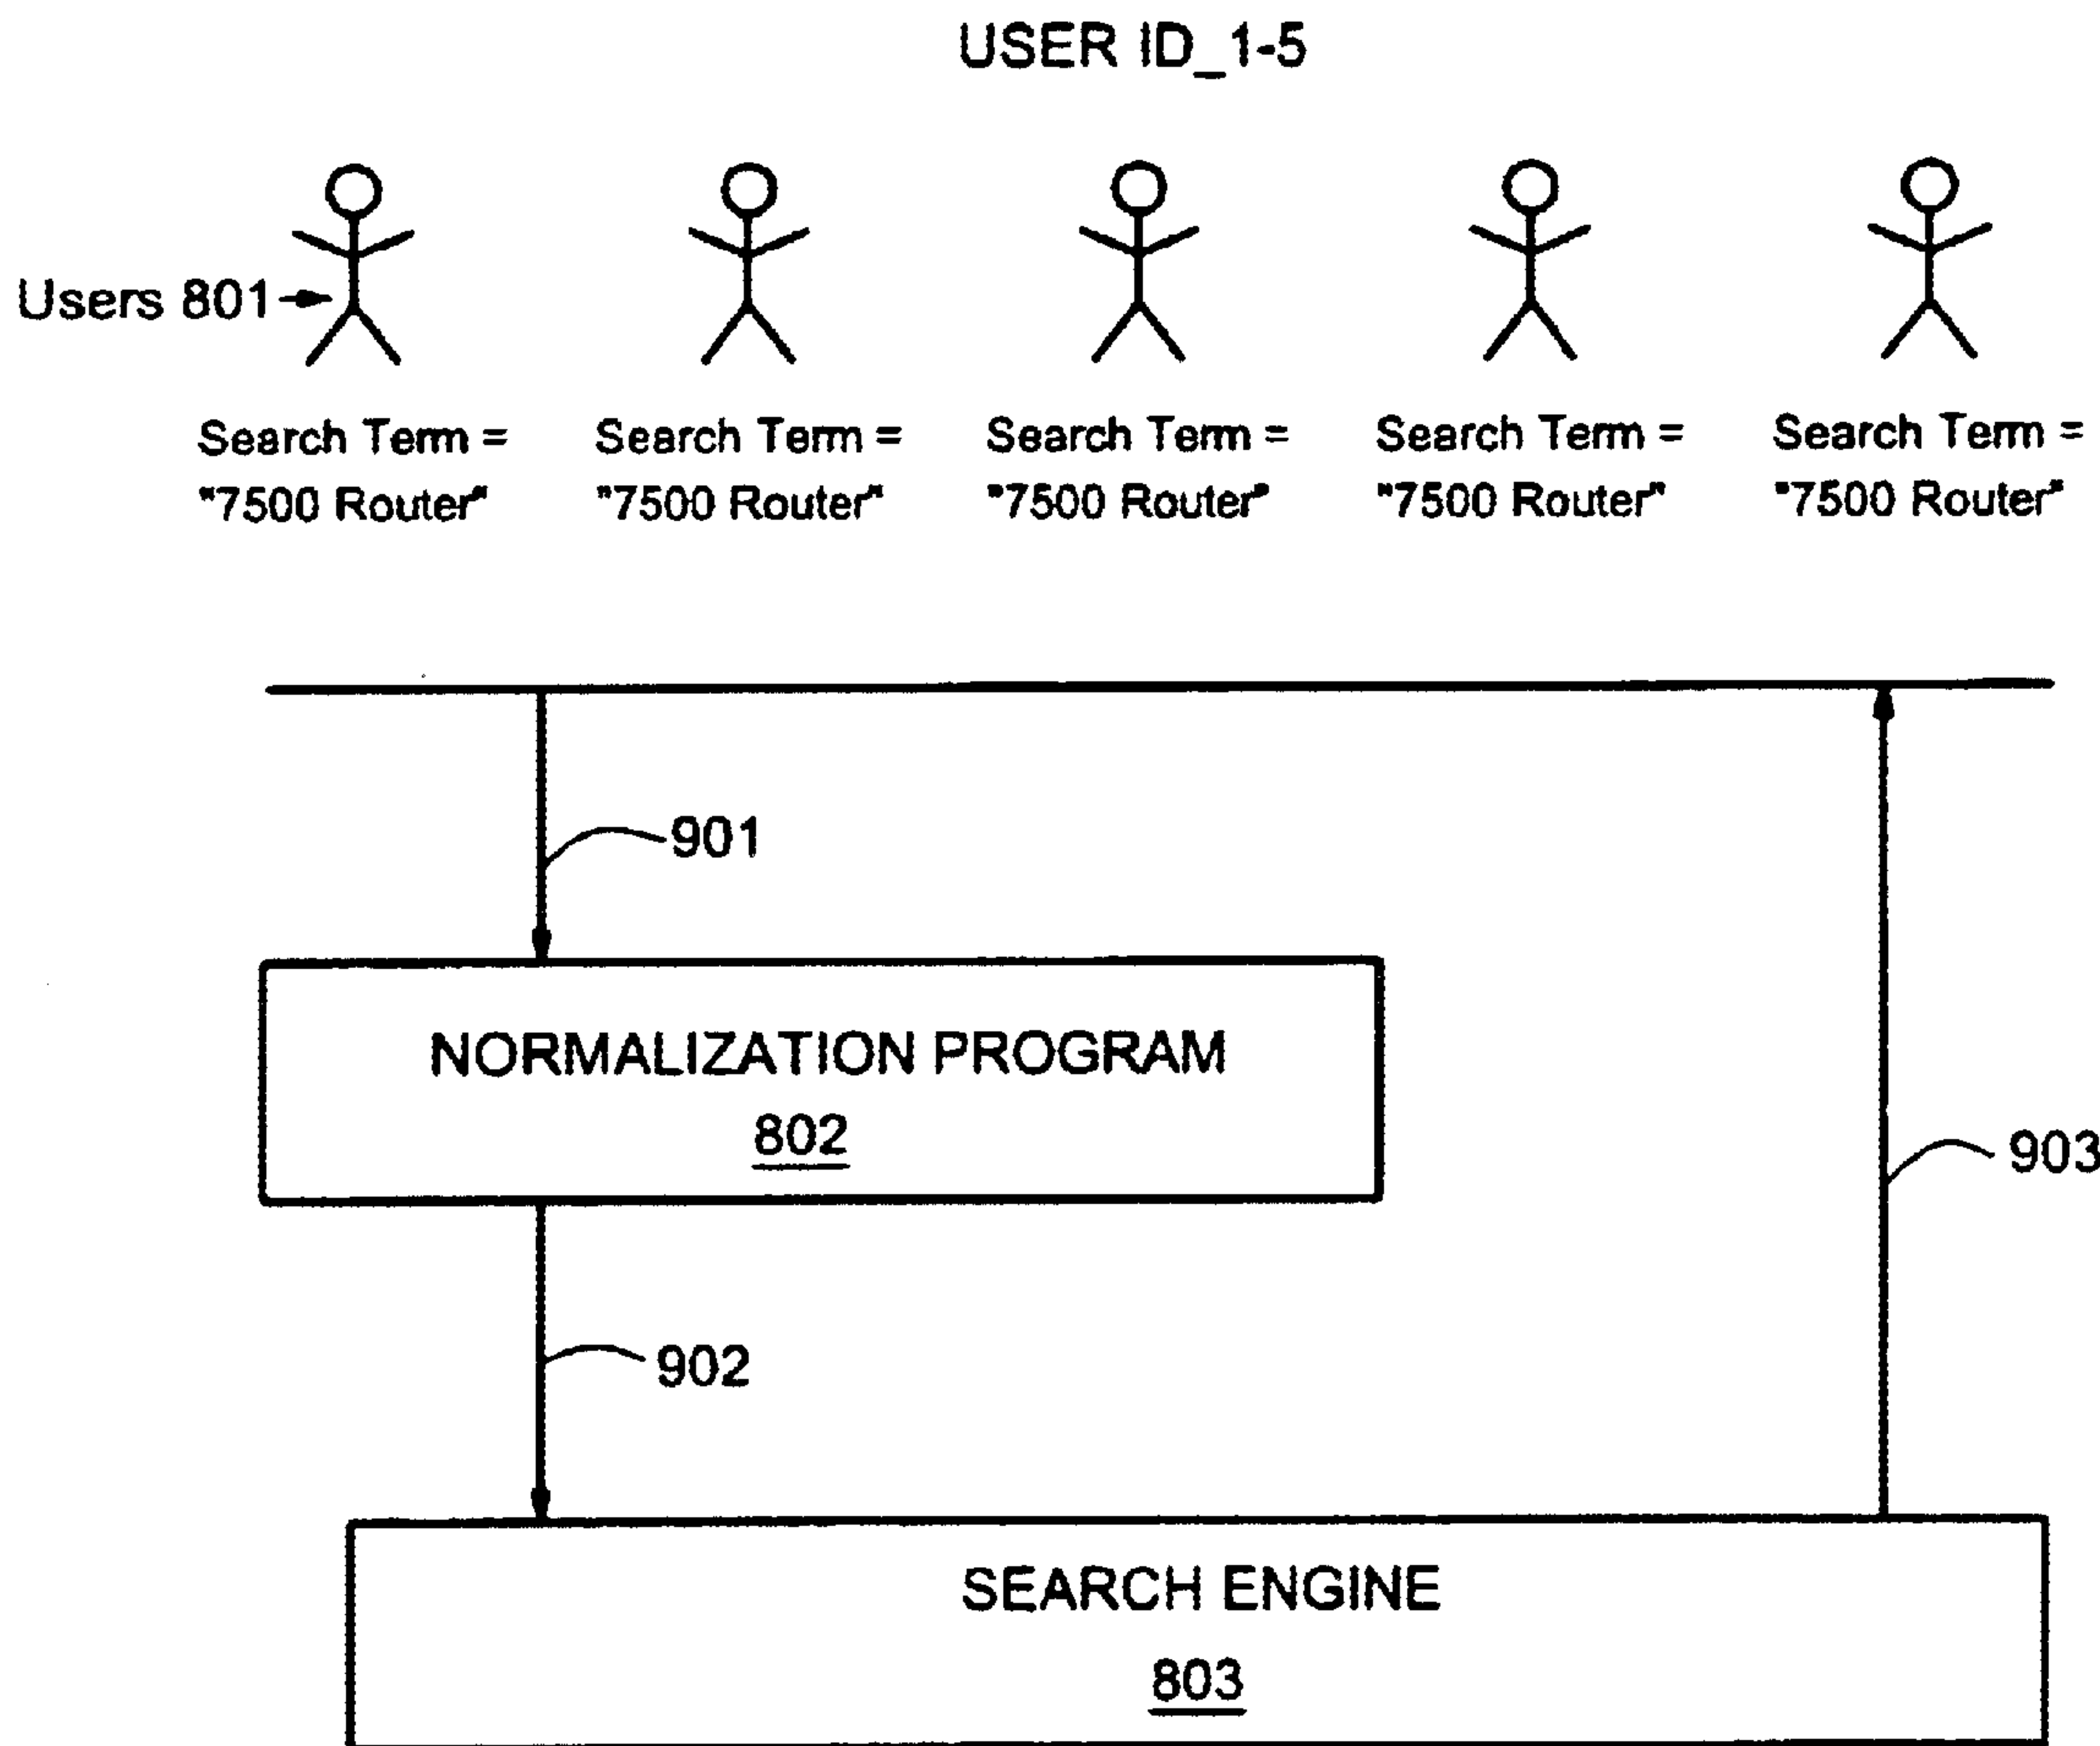 USER ID_1-5
Users 801
Search Term = Search Term = Search Term = Search Term = Search Term =
"7500 Router" "7500 Router" "7500 Router" "7500 Router" "7500 Router"
901
NORMALIZATION PROGRAM
802
903
902
SEARCH ENGINE
803